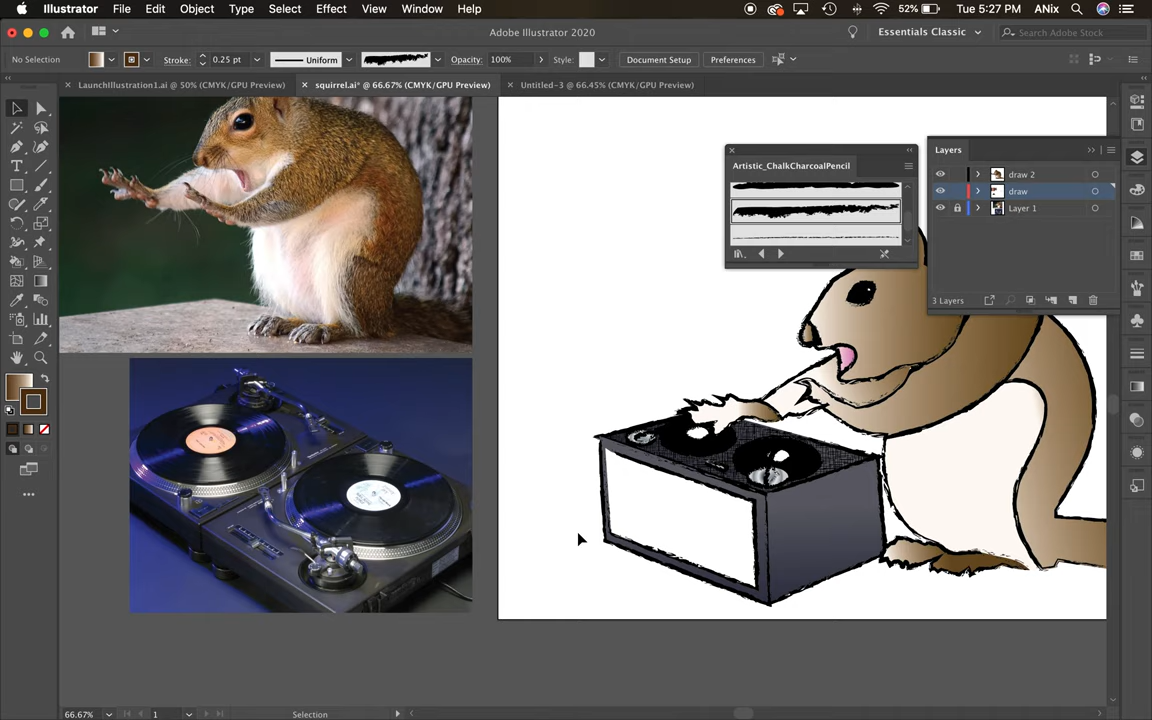 Illustrator File Edit Object Type Select Effect View Window Help 52% Tue 5:27 PM ANix
Adobe Illustrator 2020 Essentials Classic Search Adobe Stock
No Selection Stroke: 0.25 pt Uniform Opacity: 100% Style: Document Setup Preferences
LaunchIllustration1.ai @ 50% (CMYK/GPU Preview) squirrel.ai* @ 66.67% (CMYK/GPU Preview) Untitled-3 @ 66.45% (CMYK/GPU Preview)
Artistic_ChalkCharcoalPencil
Layers
draw 2
draw
Layer 1
3 Layers
66.67% 1 Selection